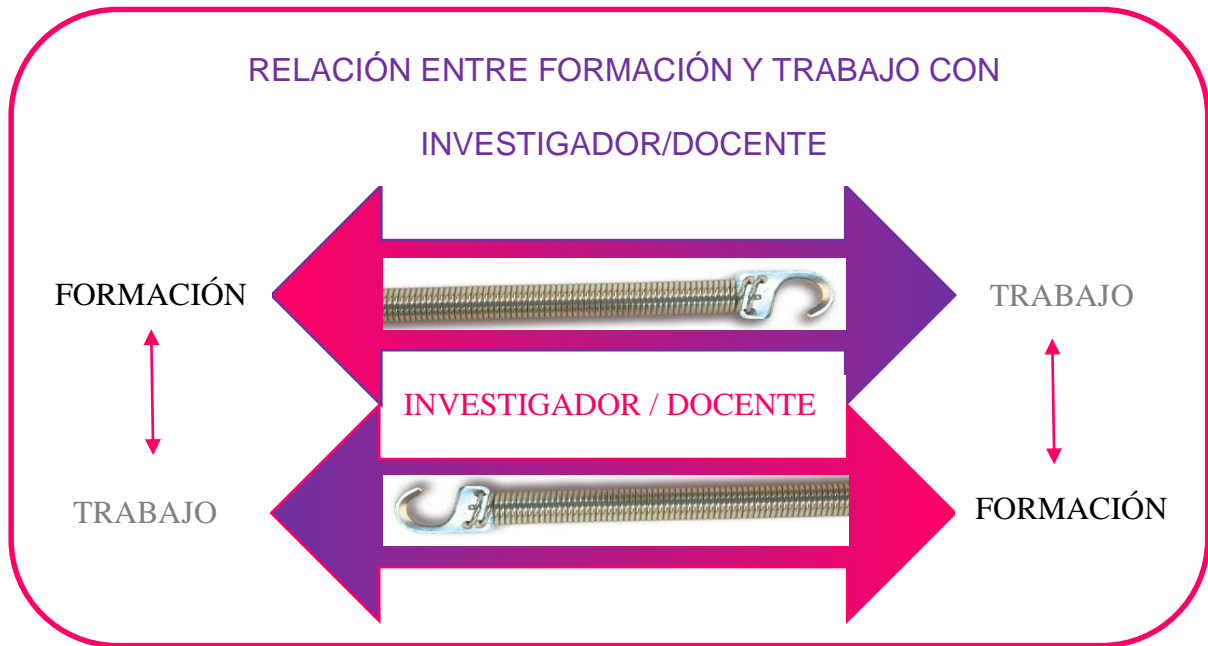 RELACIÓN ENTRE FORMACIÓN Y TRABAJO CON
INVESTIGADOR/DOCENTE
FORMACIÓN
TRABAJO
INVESTIGADOR / DOCENTE
TRABAJO
FORMACIÓN